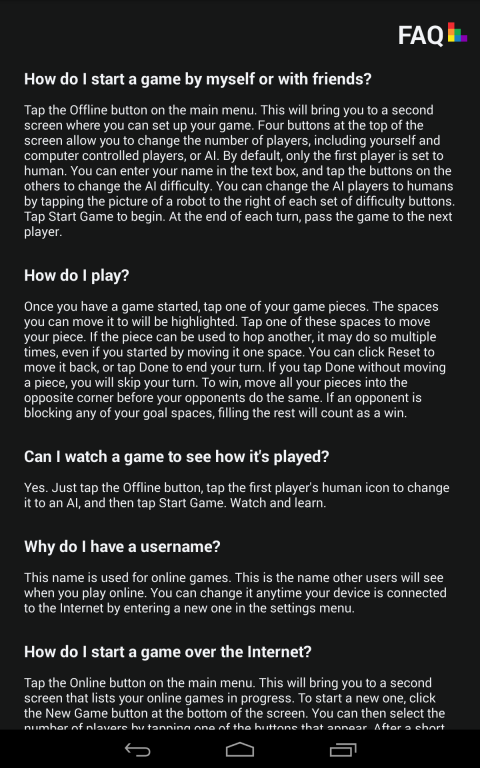 FAQ
How do I start a game by myself or with friends?
Tap the Offline button on the main menu. This will bring you to a second
screen where you can set up your game. Four buttons at the top of the
screen allow you to change the number of players, including yourself and
computer controlled players, or AI. By default, only the first player is set to
human. You can enter your name in the text box, and tap the buttons on the
others to change the AI difficulty. You can change the AI players to humans
by tapping the picture of a robot to the right of each set of difficulty buttons.
Tap Start Game to begin. At the end of each turn, pass the game to the next
player.
How do I play?
Once you have a game started, tap one of your game pieces. The spaces
you can move it to will be highlighted. Tap one of these spaces to move
your piece. If the piece can be used to hop another, it may do so multiple
times, even if you started by moving it one space. You can click Reset to
move it back, or tap Done to end your turn. If you tap Done without moving
a piece, you will skip your turn. To win, move all your pieces into the
opposite corner before your opponents do the same. If an opponent is
blocking any of your goal spaces, filling the rest will count as a win.
Can I watch a game to see how it's played?
Yes. Just tap the Offline button, tap the first player's human icon to change
it to an AI, and then tap Start Game. Watch and learn.
Why do I have a username?
This name is used for online games. This is the name other users will see
when you play online. You can change it anytime your device is connected
to the Internet by entering a new one in the settings menu.
How do I start a game over the Internet?
Tap the Online button on the main menu. This will bring you to a second
screen that lists your online games in progress. To start a new one, click
the New Game button at the bottom of the screen. You can then select the
number of players by tapping one of the buttons that appear. After a short